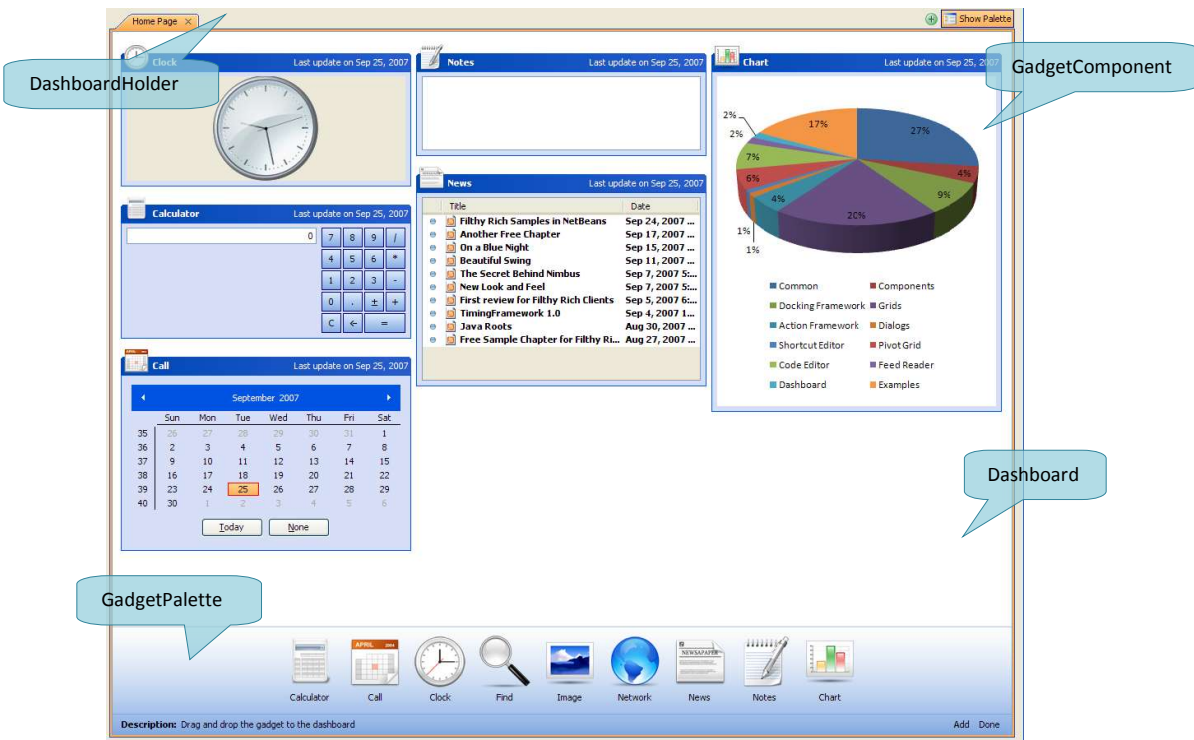 Home Page
Show Palette
DashboardHolder
GadgetComponent
Clock Last update on Sep 25, 2007
Notes Last update on Sep 25, 2007
Chart Last update on Sep 25, 2007
2%
2%
17%
27%
7%
6%
4%
9%
4%
20%
1%
1%
Common
Components
Docking Framework
Grids
Action Framework
Dialogs
Shortcut Editor
Pivot Grid
Code Editor
Feed Reader
Dashboard
Examples
News Last update on Sep 25, 2007
Title Date
Filthy Rich Samples in NetBeans Sep 24, 2007 ...
Another Free Chapter Sep 17, 2007 ...
On a Blue Night Sep 15, 2007 ...
Beautiful Swing Sep 11, 2007 ...
The Secret Behind Nimbus Sep 7, 2007 5:...
New Look and Feel Sep 7, 2007 5:...
First review for Filthy Rich Clients Sep 5, 2007 6:...
TimingFramework 1.0 Sep 4, 2007 1...
Java Roots Aug 30, 2007 ...
Free Sample Chapter for Filthy Ri... Aug 27, 2007 ...
Calculator Last update on Sep 25, 2007
0
7 8 9 /
4 5 6 *
1 2 3 -
0 . ± +
C ← =
Call Last update on Sep 25, 2007
September 2007
Sun Mon Tue Wed Thu Fri Sat
35 26 27 28 29 30 31 1
36 2 3 4 5 6 7 8
37 9 10 11 12 13 14 15
38 16 17 18 19 20 21 22
39 23 24 25 26 27 28 29
40 30 1 2 3 4 5 6
Today None
Dashboard
GadgetPalette
APRIL
NEWSAPAPER
Calculator Call Clock Find Image Network News Notes Chart
Description: Drag and drop the gadget to the dashboard
Add Done